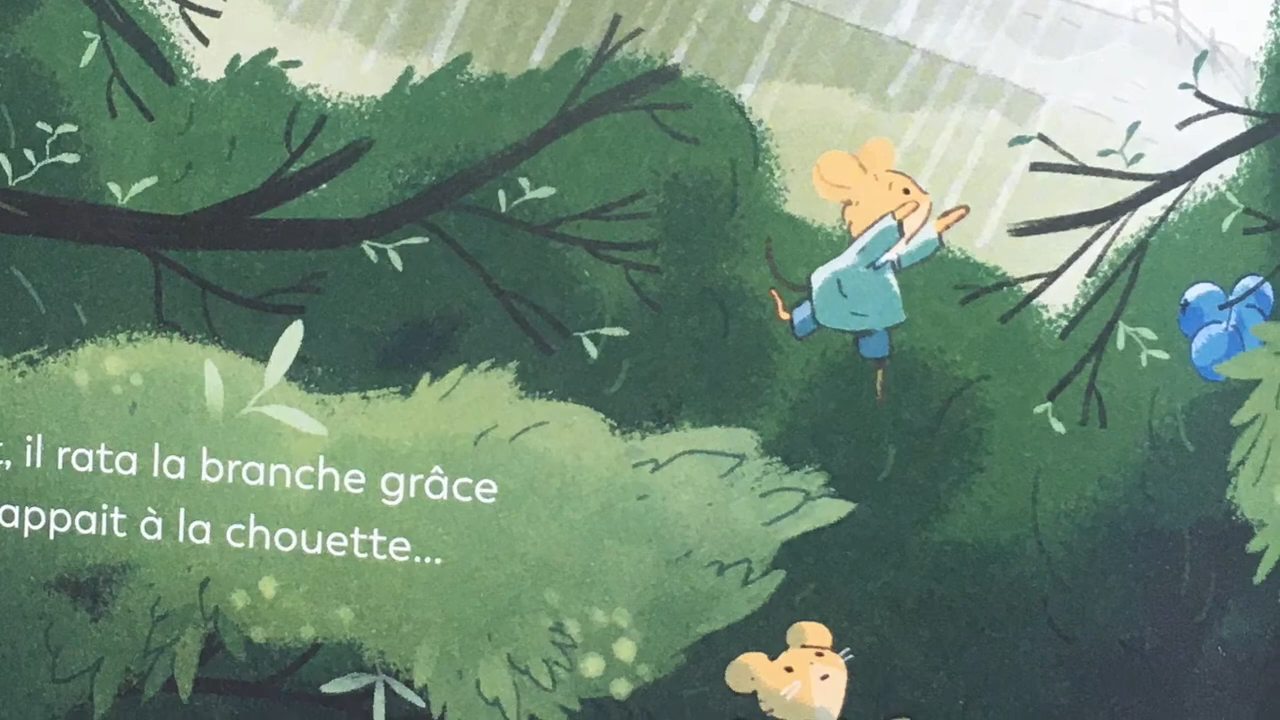 , il rata la branche grâce
appait à la chouette...